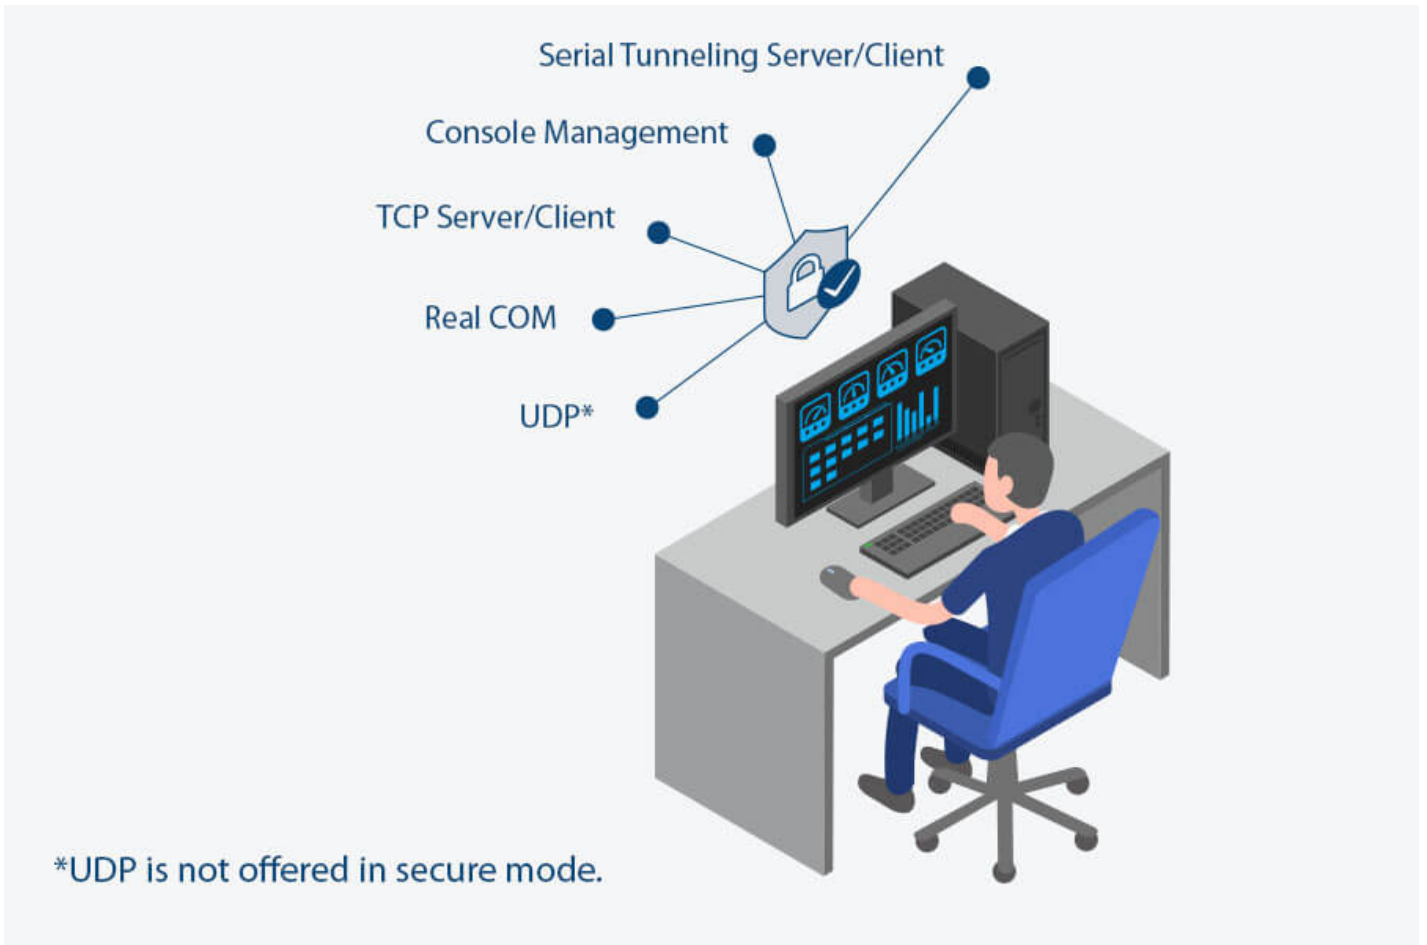 Serial Tunneling Server/Client
Console Management
TCP Server/Client
Real COM
UDP*
*UDP is not offered in secure mode.